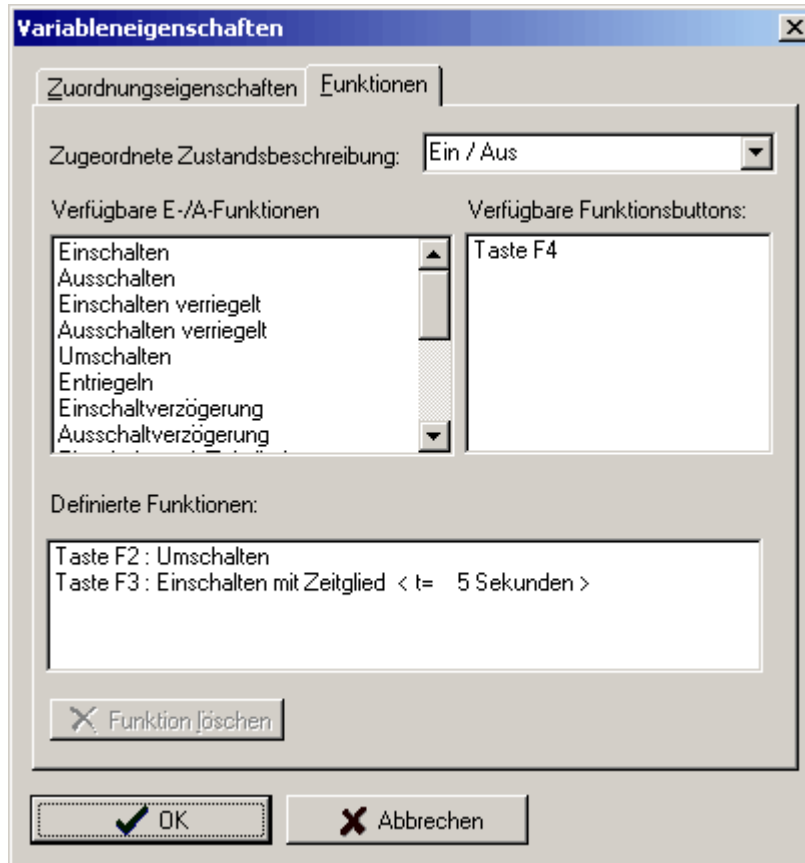 Variableneigenschaften
Zuordnungseigenschaften
Funktionen
Zugeordnete Zustandsbeschreibung:
Ein / Aus
Verfügbare E-/A-Funktionen
Verfügbare Funktionsbuttons:
Einschalten
Ausschalten
Einschalten verriegelt
Ausschalten verriegelt
Umschalten
Entriegeln
Einschaltverzögerung
Ausschaltverzögerung
Taste F4
Definierte Funktionen:
Taste F2 : Umschalten
Taste F3 : Einschalten mit Zeitglied < t= 5 Sekunden >
Funktion löschen
OK
Abbrechen